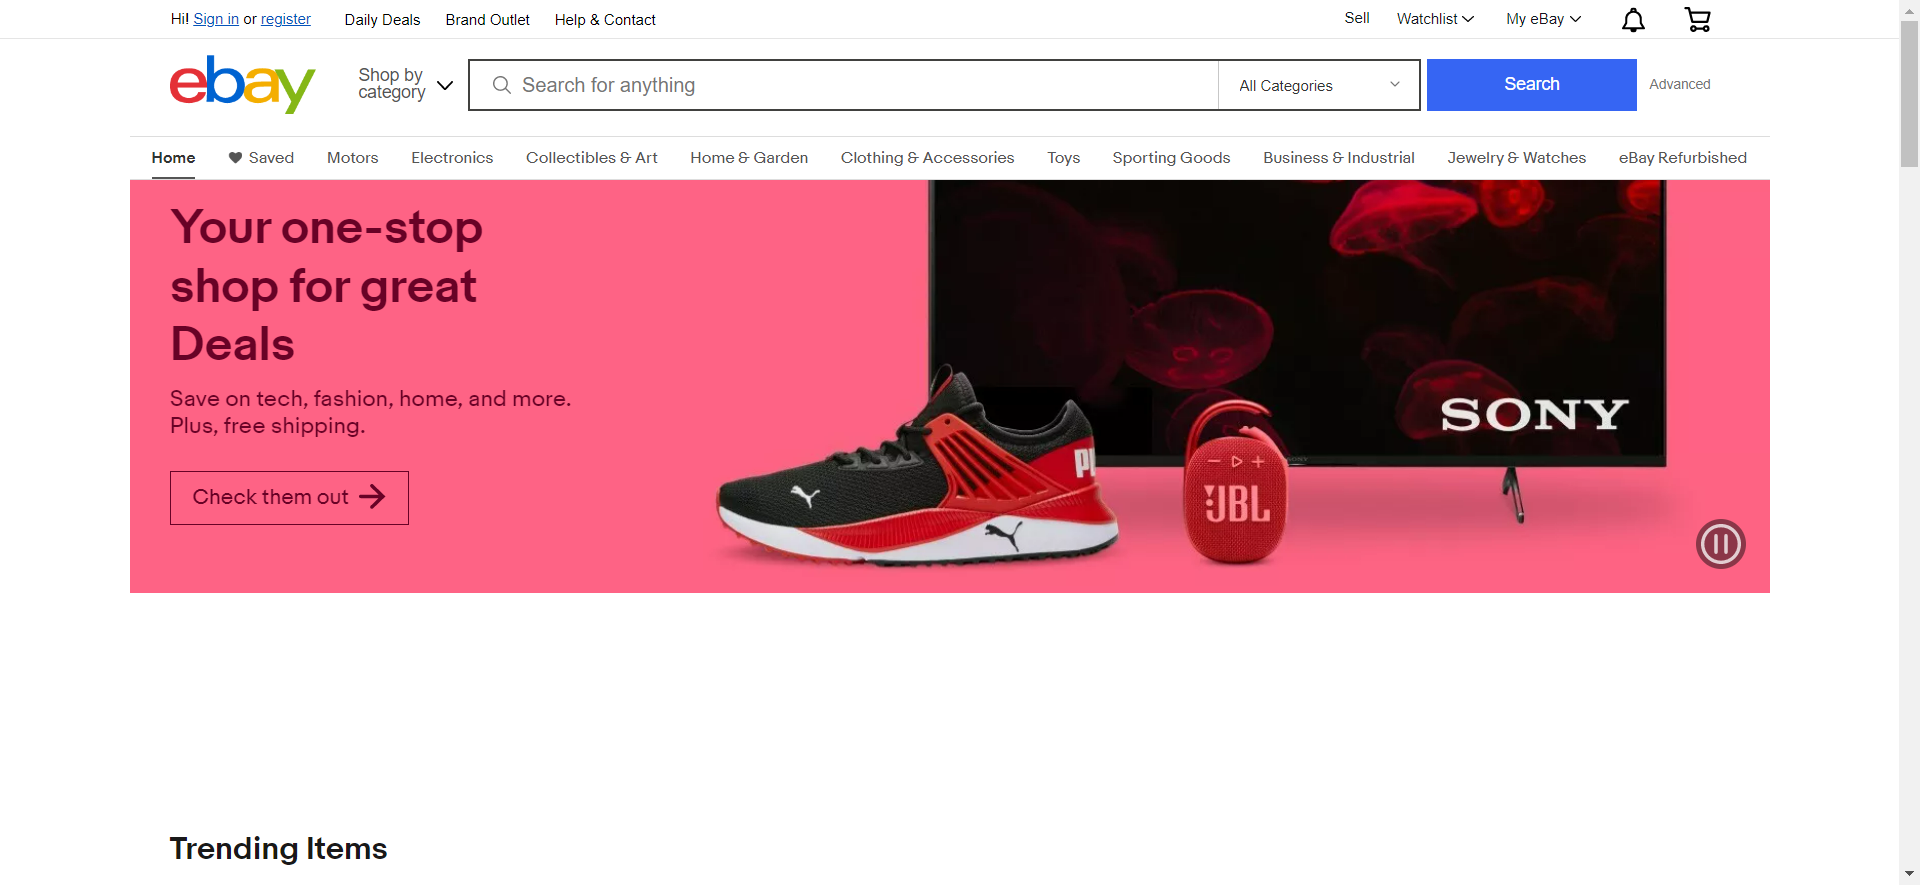 Hi! Sign in or register Daily Deals Brand Outlet Help & Contact Sell Watchlist My eBay
ebay
Shop by
category
Search for anything
All Categories
Search
Advanced
Home Saved Motors Electronics Collectibles & Art Home & Garden Clothing & Accessories Toys Sporting Goods Business & Industrial Jewelry & Watches eBay Refurbished
Your one-stop
shop for great
Deals
Save on tech, fashion, home, and more.
Plus, free shipping.
Check them out
SONY
JBL
Trending Items